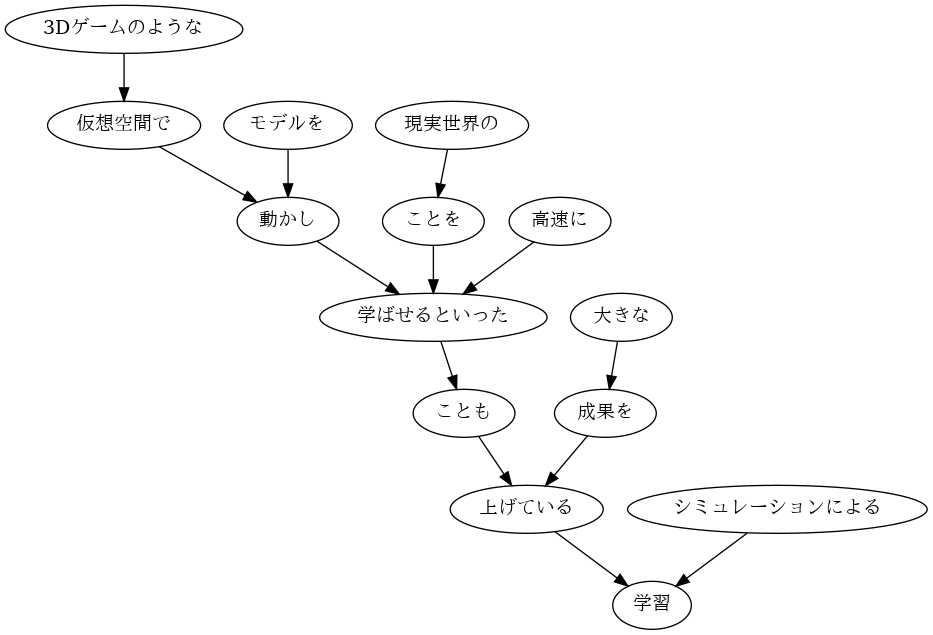 3Dゲームのような
仮想空間で
モデルを
現実世界の
動かし
ことを
高速に
学ばせるといった
大きな
ことも
成果を
上げている
シミュレーションによる
学習